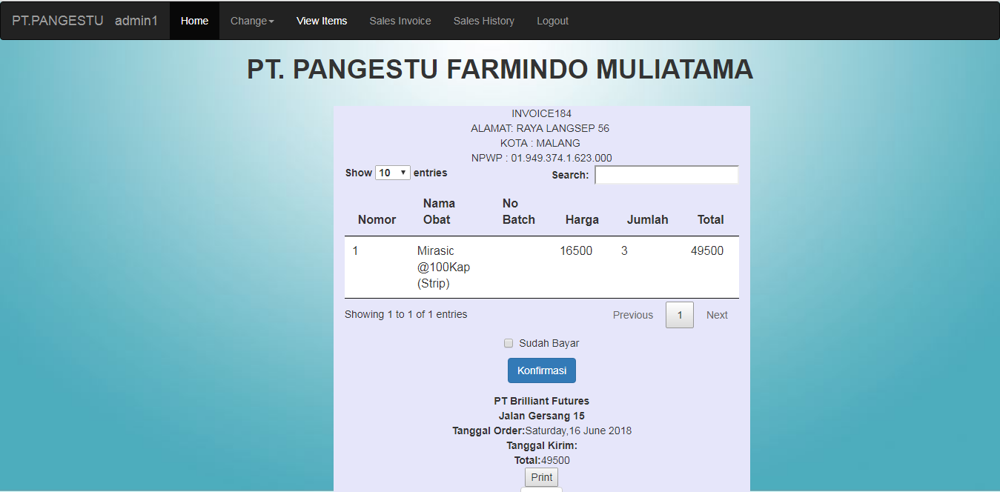 PT.PANGESTU admin1 Home Change View Items Sales Invoice Sales History Logout
PT. PANGESTU FARMINDO MULIATAMA
INVOICE184
ALAMAT: RAYA LANGSEP 56
KOTA : MALANG
NPWP : 01.949.374.1.623.000
Show 10 entries Search:
Nomor Nama Obat No Batch Harga Jumlah Total
1 Mirasic 16500 3 49500
@100Kap
(Strip)
Showing 1 to 1 of 1 entries Previous 1 Next
Sudah Bayar
Konfirmasi
PT Brilliant Futures
Jalan Gersang 15
Tanggal Order:Saturday,16 June 2018
Tanggal Kirim:
Total:49500
Print